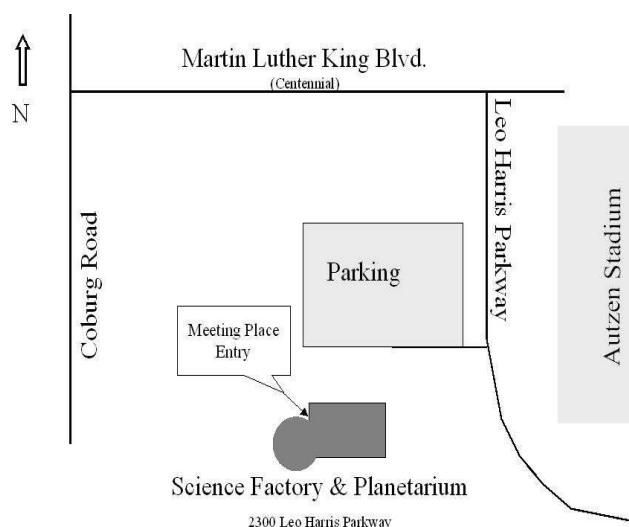 Martin Luther King Blvd.
(Centennial)
N
Leo Harris Parkway
Autzen Stadium
Coburg Road
Parking
Meeting Place
Entry
Science Factory & Planetarium
2300 Leo Harris Parkway